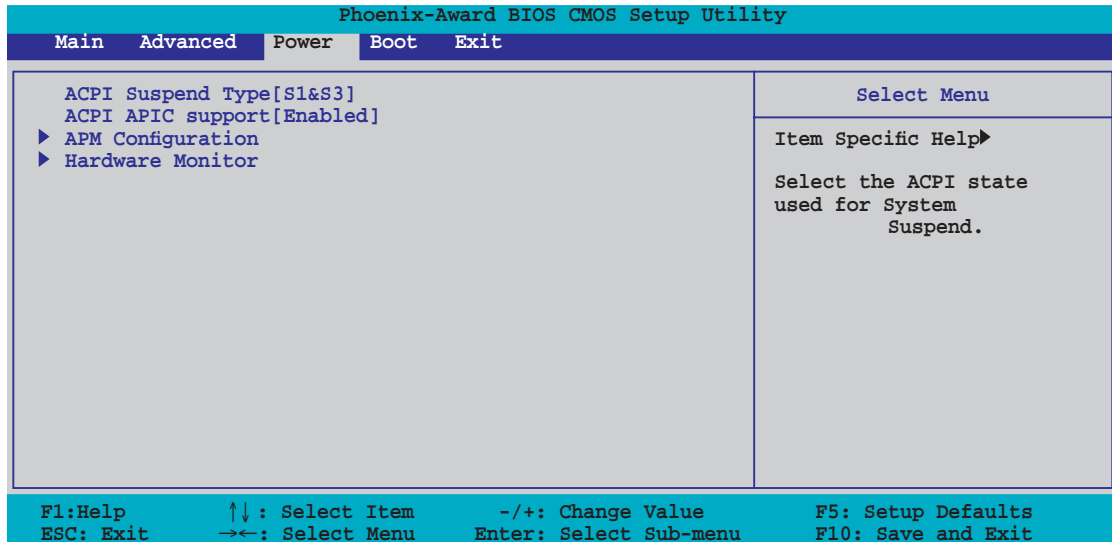 Phoenix-Award BIOS CMOS Setup Utility
Main Advanced Power Boot Exit
ACPI Suspend Type[S1&S3]
ACPI APIC support[Enabled]
APM Configuration
Hardware Monitor
Select Menu
Item Specific Help
Select the ACPI state
used for System
Suspend.
F1:Help ↑↓: Select Item -/+: Change Value F5: Setup Defaults
ESC: Exit →←: Select Menu Enter: Select Sub-menu F10: Save and Exit